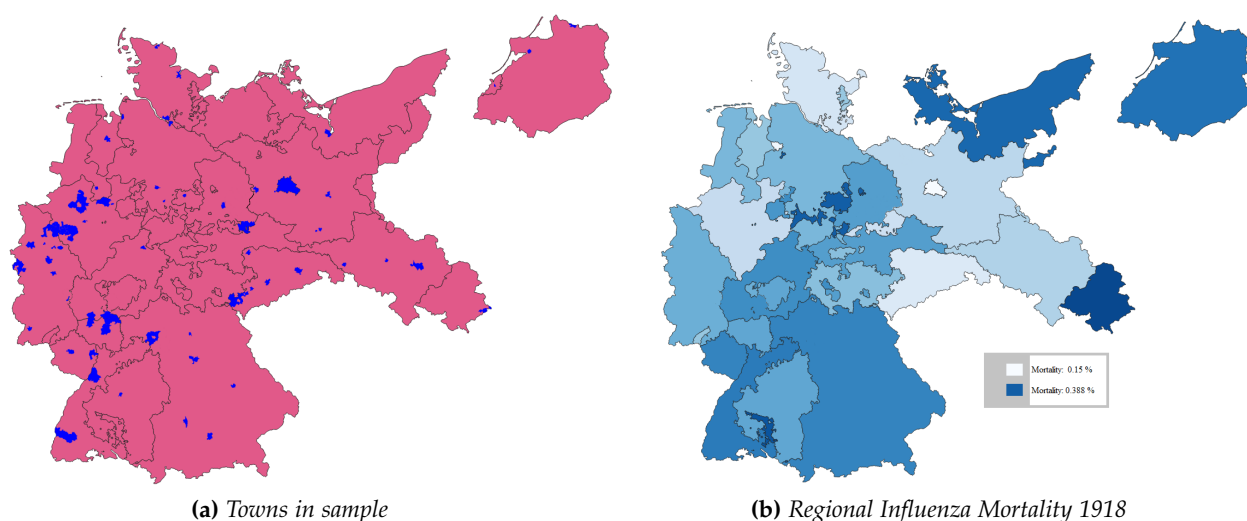 Mortality: 0.15 %
Mortality: 0.388 %
(a) Towns in sample
(b) Regional Influenza Mortality 1918